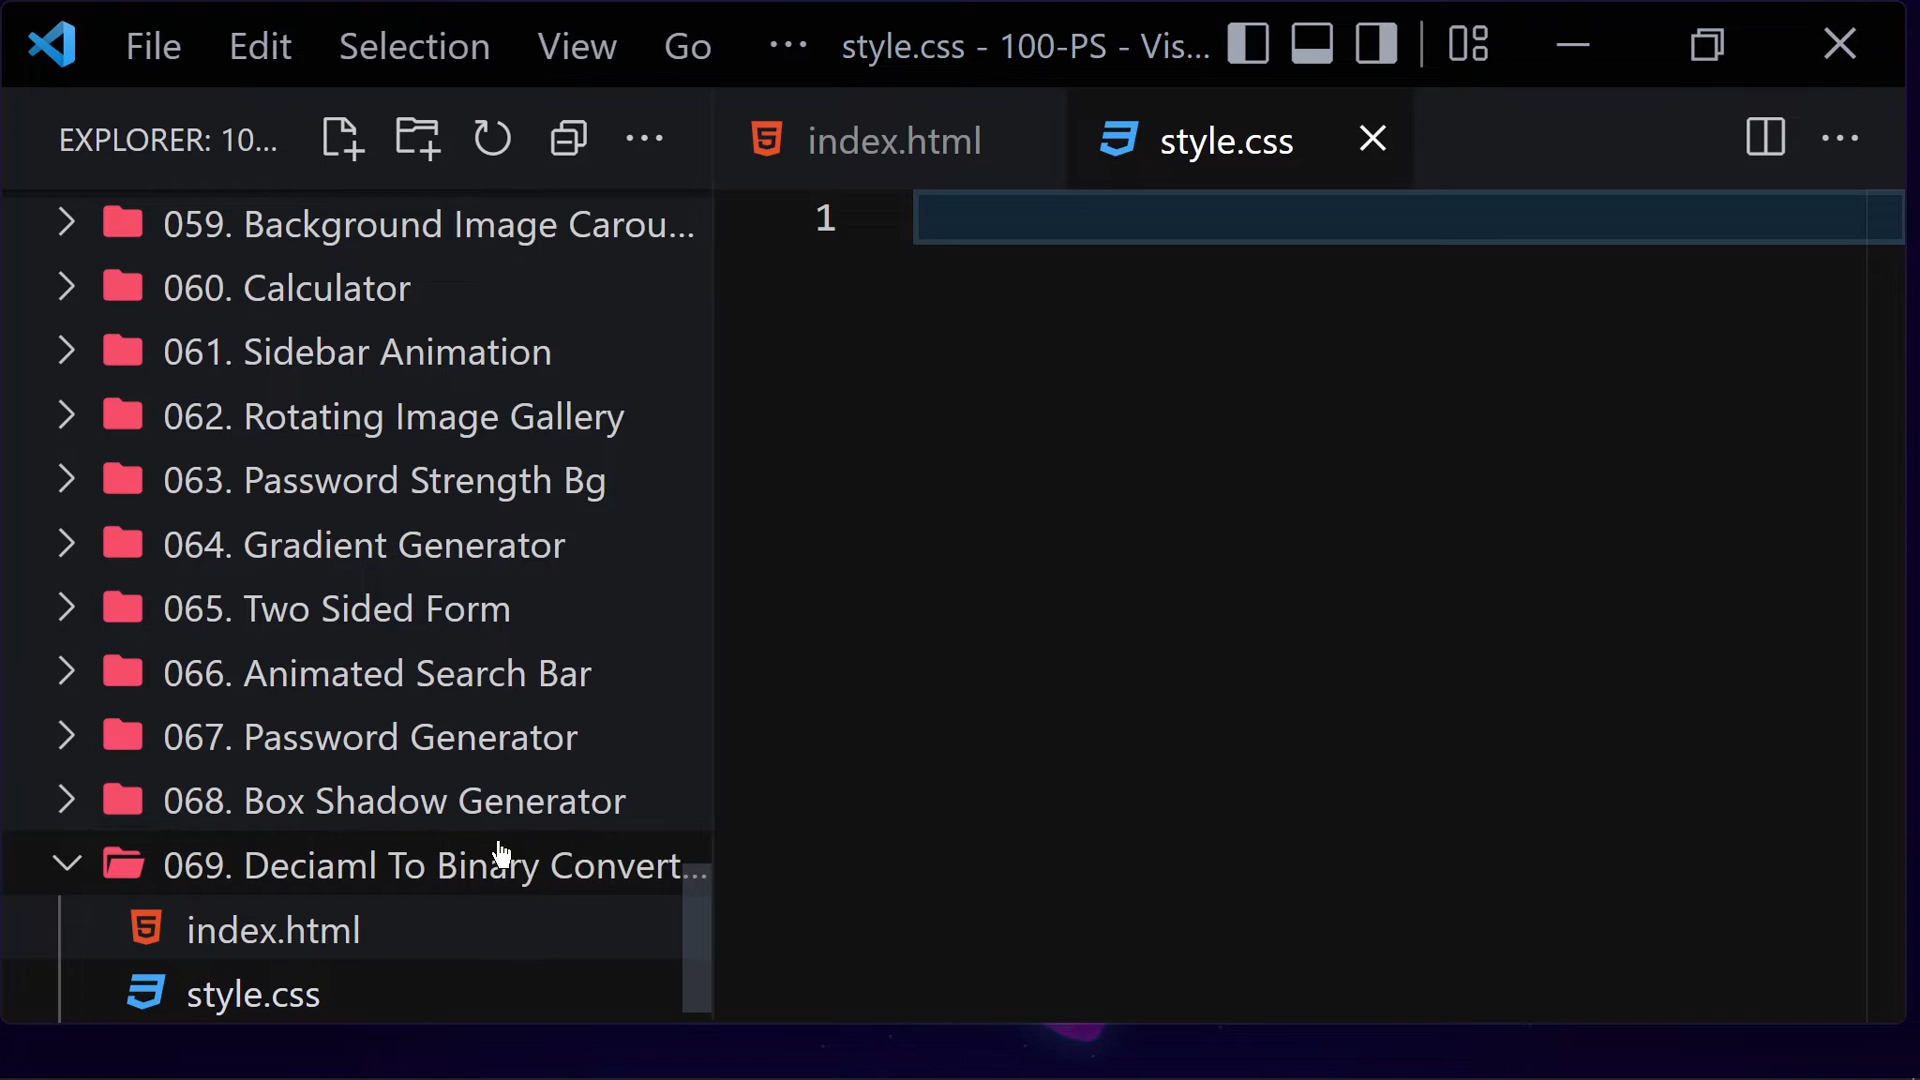 File Edit Selection View Go ··· style.css - 100-PS - Vis...
EXPLORER: 10...
index.html
style.css
059. Background Image Carou...
060. Calculator
061. Sidebar Animation
062. Rotating Image Gallery
063. Password Strength Bg
064. Gradient Generator
065. Two Sided Form
066. Animated Search Bar
067. Password Generator
068. Box Shadow Generator
069. Deciaml To Binary Convert...
index.html
style.css
1